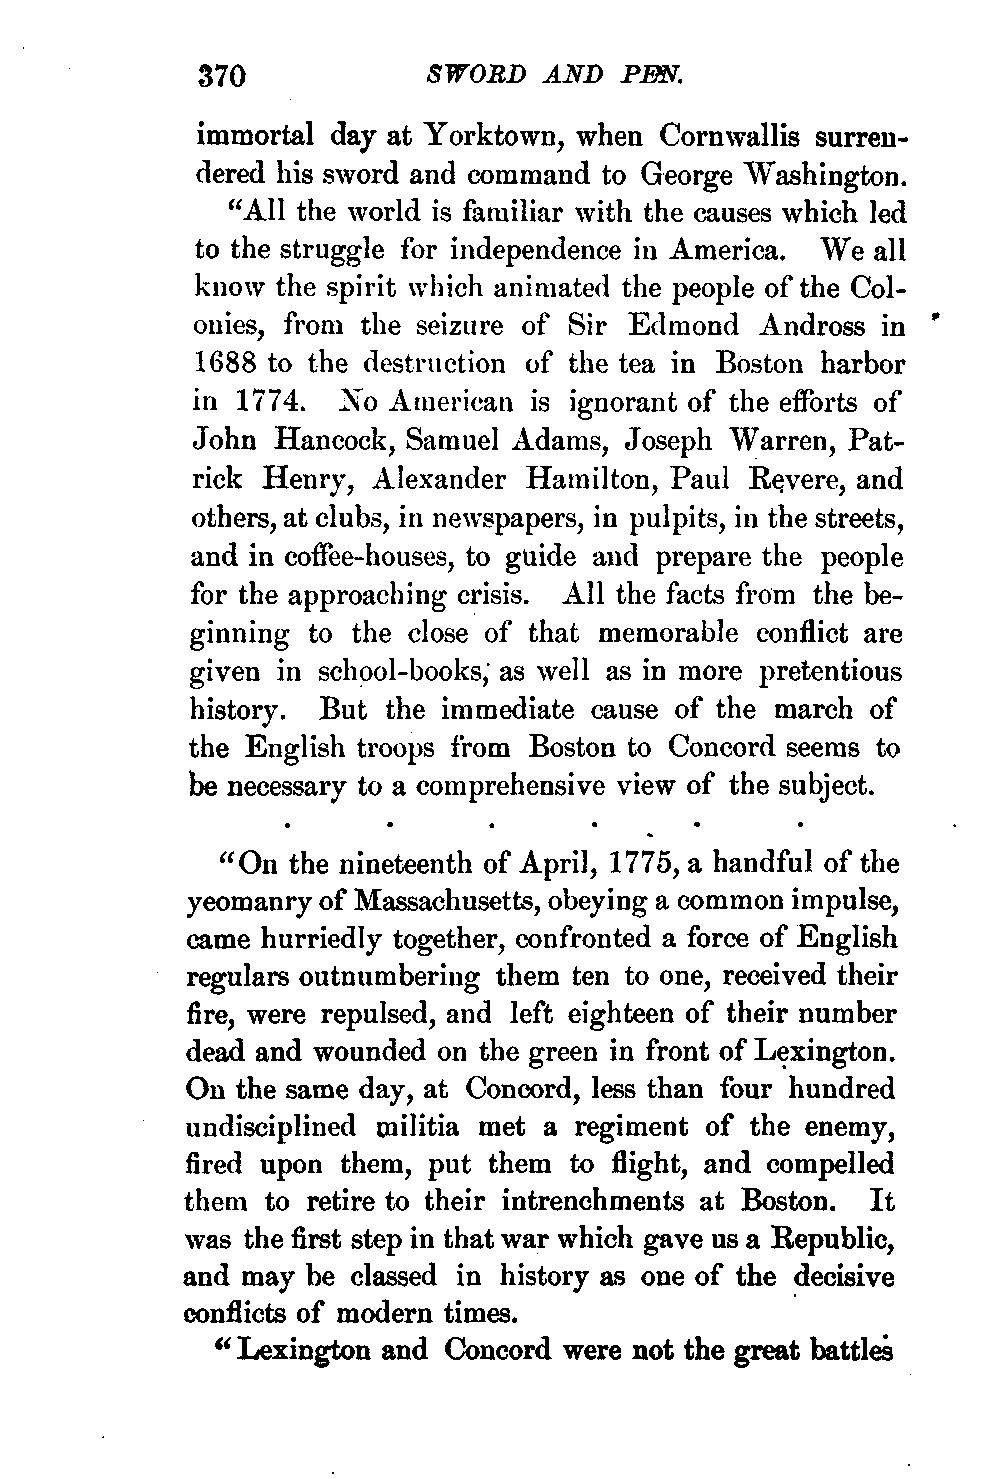 370 SWORD AND PEN.
immortal day at Yorktown, when Cornwallis surren-
dered his sword and command to George Washington.
“All the world is familiar with the causes which led
to the struggle for independence in America. We all
know the spirit which animated the people of the Col-
onies, from the seizure of Sir Edmond Andross in
1688 to the destruction of the tea in Boston harbor
in 1774. No American is ignorant of the efforts of
John Hancock, Samuel Adams, Joseph Warren, Pat-
rick Henry, Alexander Hamilton, Paul Revere, and
others, at clubs, in newspapers, in pulpits, in the streets,
and in coffee-houses, to guide and prepare the people
for the approaching crisis. All the facts from the be-
ginning to the close of that memorable conflict are
given in school-books, as well as in more pretentious
history. But the immediate cause of the march of
the English troops from Boston to Concord seems to
be necessary to a comprehensive view of the subject.
. . . . . .
“On the nineteenth of April, 1775, a handful of the
yeomanry of Massachusetts, obeying a common impulse,
came hurriedly together, confronted a force of English
regulars outnumbering them ten to one, received their
fire, were repulsed, and left eighteen of their number
dead and wounded on the green in front of Lexington.
On the same day, at Concord, less than four hundred
undisciplined militia met a regiment of the enemy,
fired upon them, put them to flight, and compelled
them to retire to their intrenchments at Boston. It
was the first step in that war which gave us a Republic,
and may be classed in history as one of the decisive
conflicts of modern times.
“Lexington and Concord were not the great battles